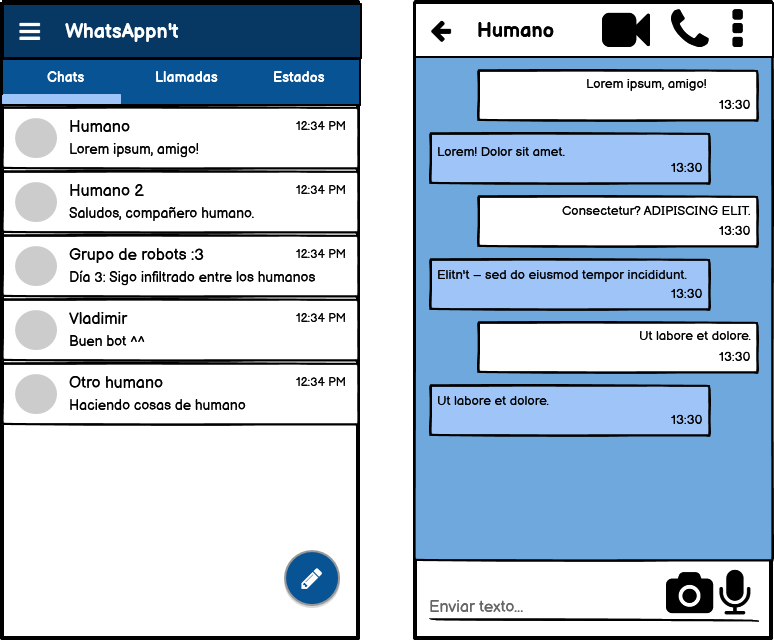 WhatsAppn't
Chats Llamadas Estados
Humano 12:34 PM
Lorem ipsum, amigo!
Humano 2 12:34 PM
Saludos, compañero humano.
Grupo de robots :3 12:34 PM
Día 3: Sigo infiltrado entre los humanos
Vladimir 12:34 PM
Buen bot ^^
Otro humano 12:34 PM
Haciendo cosas de humano
Humano
Lorem ipsum, amigo!
13:30
Lorem! Dolor sit amet.
13:30
Consectetur? ADIPISCING ELIT.
13:30
Elitn't – sed do eiusmod tempor incididunt.
13:30
Ut labore et dolore.
13:30
Ut labore et dolore.
13:30
Enviar texto...